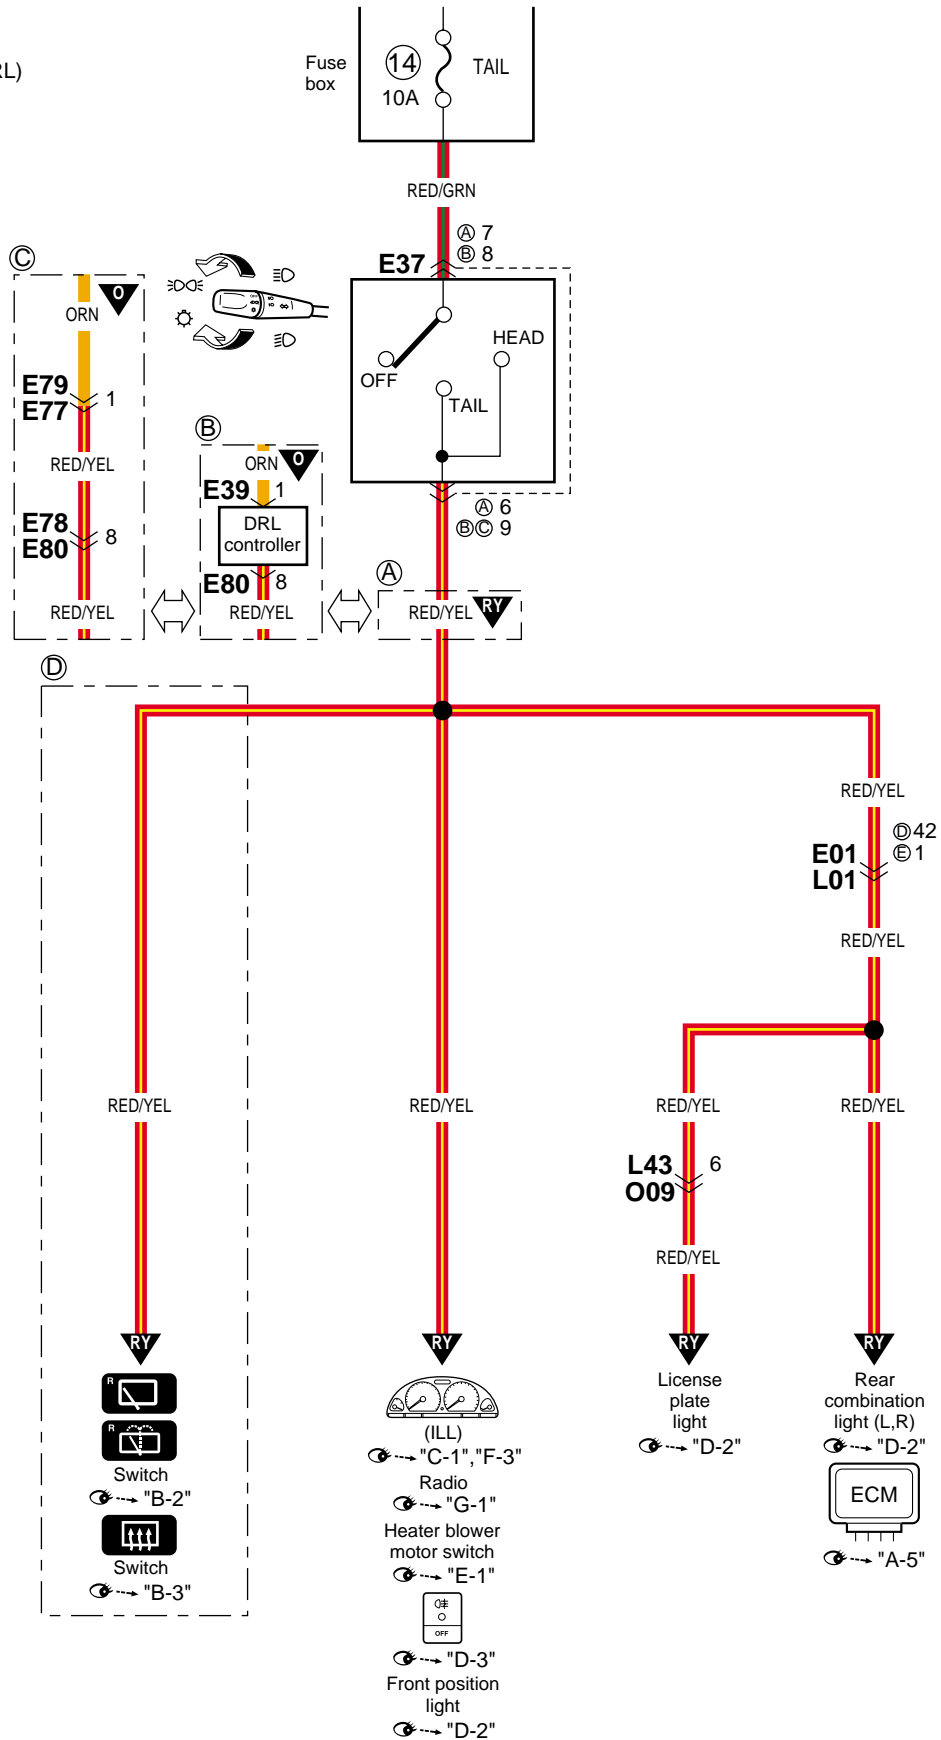 RL)
Fuse
box
14
10A
TAIL
RED/GRN
A 7
B 8
E37
C
O
ORN
HEAD
OFF
TAIL
E79
E77
1
B
ORN
O
RED/YEL
E39
1
A 6
B C 9
DRL
controller
E78
E80
8
E80
8
A
RED/YEL
RED/YEL
RED/YEL
RY
D
RED/YEL
D 42
E 1
E01
L01
RED/YEL
RED/YEL
RED/YEL
RED/YEL
RED/YEL
L43
O09
6
RED/YEL
RY
RY
RY
RY
R
R
Switch
"B-2"
Switch
"B-3"
(ILL)
"C-1","F-3"
Radio
"G-1"
Heater blower
motor switch
"E-1"
OFF
"D-3"
Front position
light
"D-2"
License
plate
light
"D-2"
Rear
combination
light (L,R)
"D-2"
ECM
"A-5"